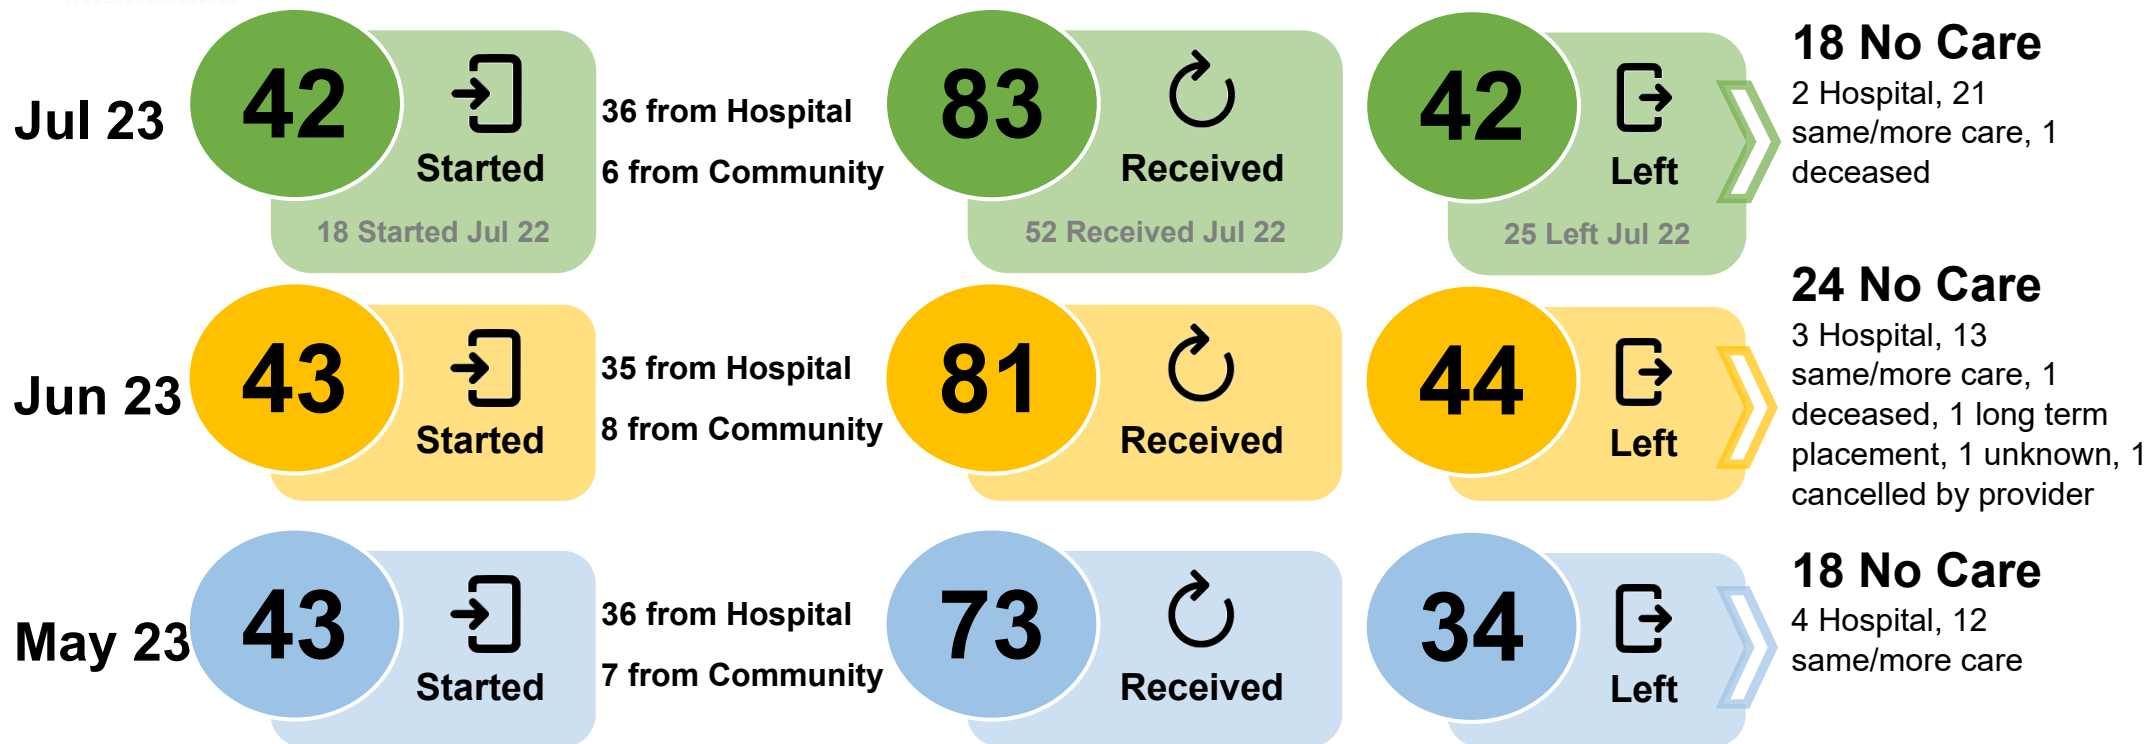 Jul 23
42
Started
18 Started Jul 22
36 from Hospital
6 from Community
83
Received
52 Received Jul 22
42
Left
25 Left Jul 22
18 No Care
2 Hospital, 21
same/more care, 1
deceased
Jun 23
43
Started
35 from Hospital
8 from Community
81
Received
44
Left
24 No Care
3 Hospital, 13
same/more care, 1
deceased, 1 long term
placement, 1 unknown, 1
cancelled by provider
May 23
43
Started
36 from Hospital
7 from Community
73
Received
34
Left
18 No Care
4 Hospital, 12
same/more care